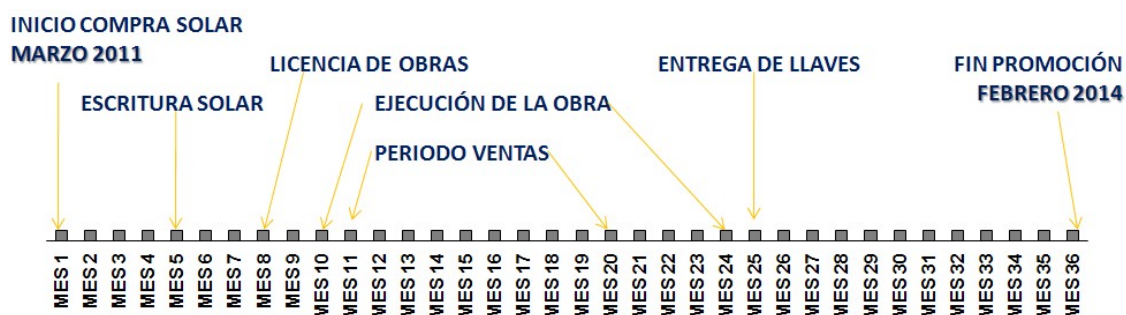 INICIO COMPRA SOLAR
MARZO 2011
LICENCIA DE OBRAS
ENTREGA DE LLAVES
FIN PROMOCIÓN
FEBRERO 2014
ESCRITURA SOLAR
EJECUCIÓN DE LA OBRA
PERIODO VENTAS
MES 1
MES 2
MES 3
MES 4
MES 5
MES 6
MES 7
MES 8
MES 9
MES 10
MES 11
MES 12
MES 13
MES 14
MES 15
MES 16
MES 17
MES 18
MES 19
MES 20
MES 21
MES 22
MES 23
MES 24
MES 25
MES 26
MES 27
MES 28
MES 29
MES 30
MES 31
MES 32
MES 33
MES 34
MES 35
MES 36